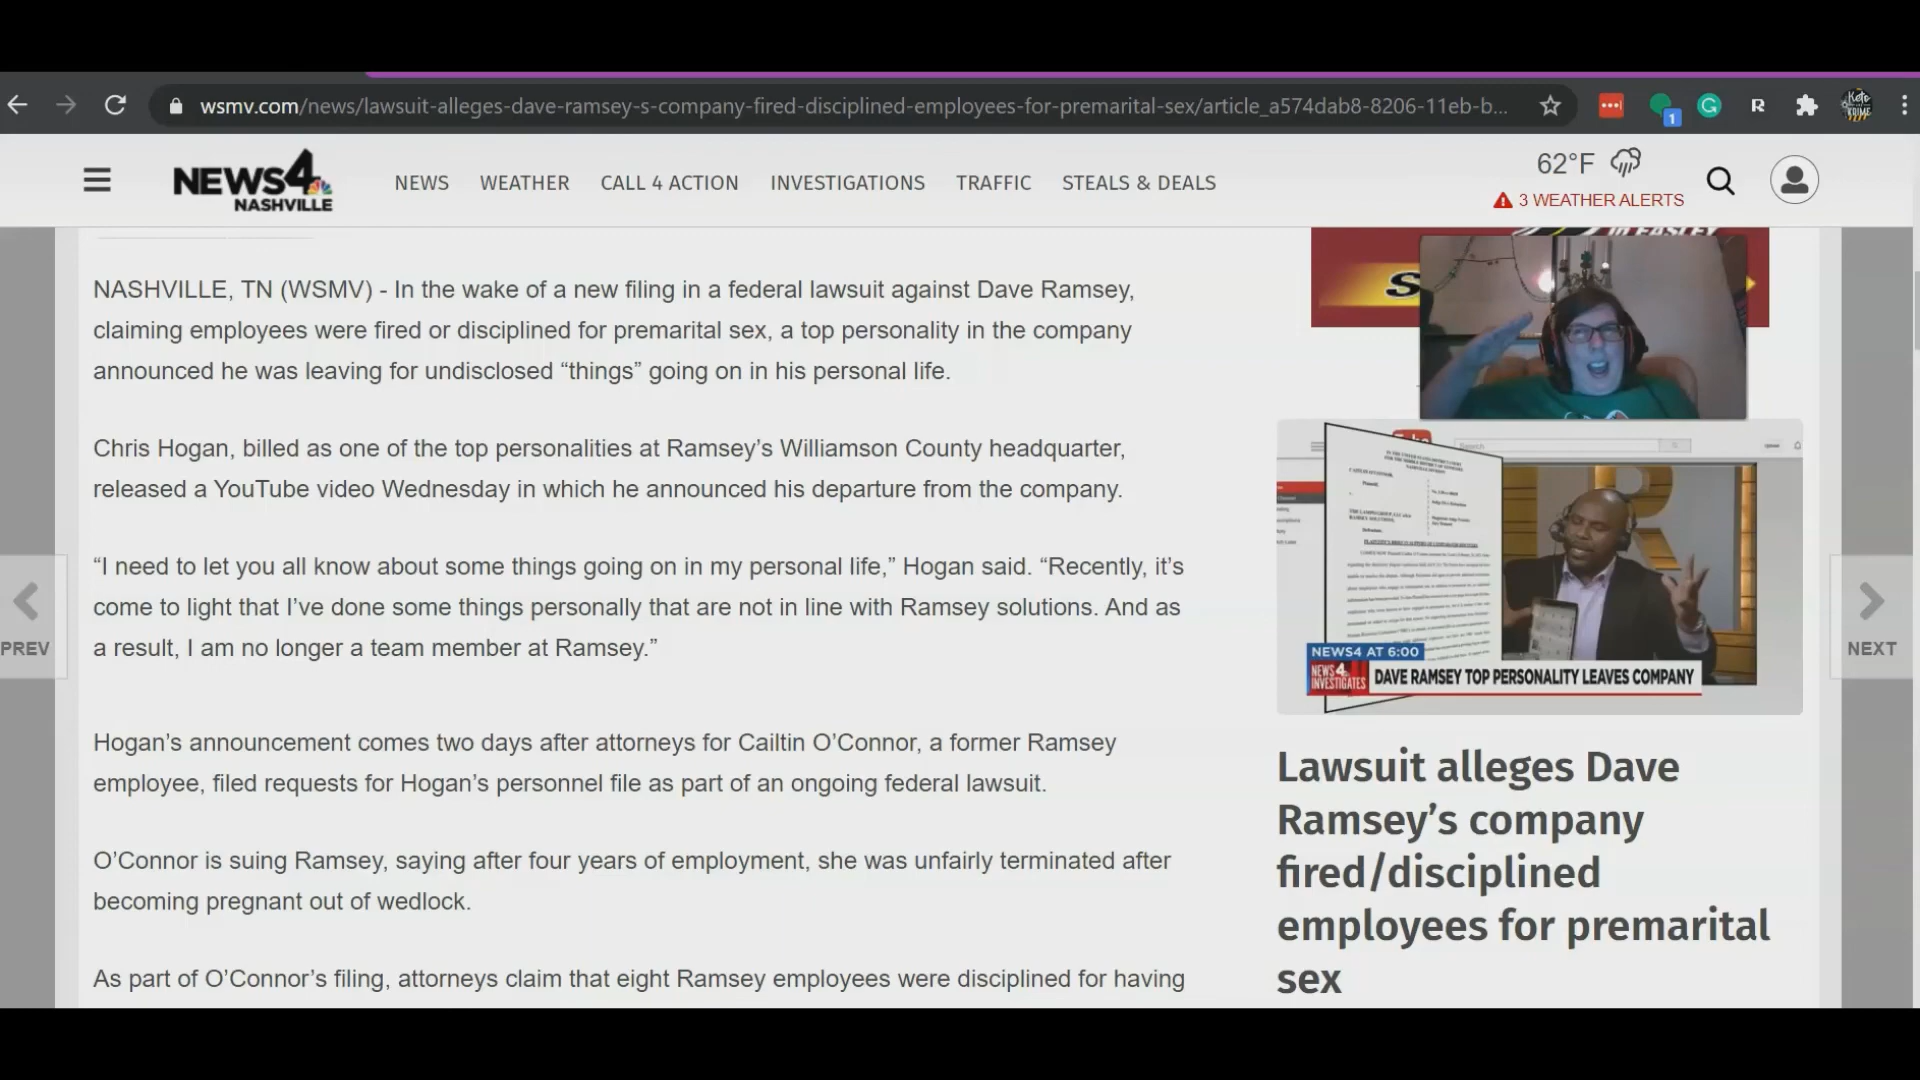 wsmv.com/news/lawsuit-alleges-dave-ramsey-s-company-fired-disciplined-employees-for-premarital-sex/article_a574dab8-8206-11eb-b...
1
R
NEWS4
NASHVILLE
NEWS WEATHER CALL 4 ACTION INVESTIGATIONS TRAFFIC STEALS & DEALS
62°F
3 WEATHER ALERTS
NASHVILLE, TN (WSMV) - In the wake of a new filing in a federal lawsuit against Dave Ramsey,
claiming employees were fired or disciplined for premarital sex, a top personality in the company
announced he was leaving for undisclosed “things” going on in his personal life.
Chris Hogan, billed as one of the top personalities at Ramsey’s Williamson County headquarter,
released a YouTube video Wednesday in which he announced his departure from the company.
“I need to let you all know about some things going on in my personal life,” Hogan said. “Recently, it’s
come to light that I’ve done some things personally that are not in line with Ramsey solutions. And as
a result, I am no longer a team member at Ramsey.”
Hogan’s announcement comes two days after attorneys for Cailtin O’Connor, a former Ramsey
employee, filed requests for Hogan’s personnel file as part of an ongoing federal lawsuit.
O’Connor is suing Ramsey, saying after four years of employment, she was unfairly terminated after
becoming pregnant out of wedlock.
As part of O’Connor’s filing, attorneys claim that eight Ramsey employees were disciplined for having
PREV
NEXT
in EASLEY
Search
NEWS4 AT 6:00
NEWS4
INVESTIGATES
DAVE RAMSEY TOP PERSONALITY LEAVES COMPANY
Lawsuit alleges Dave
Ramsey’s company
fired/disciplined
employees for premarital
sex